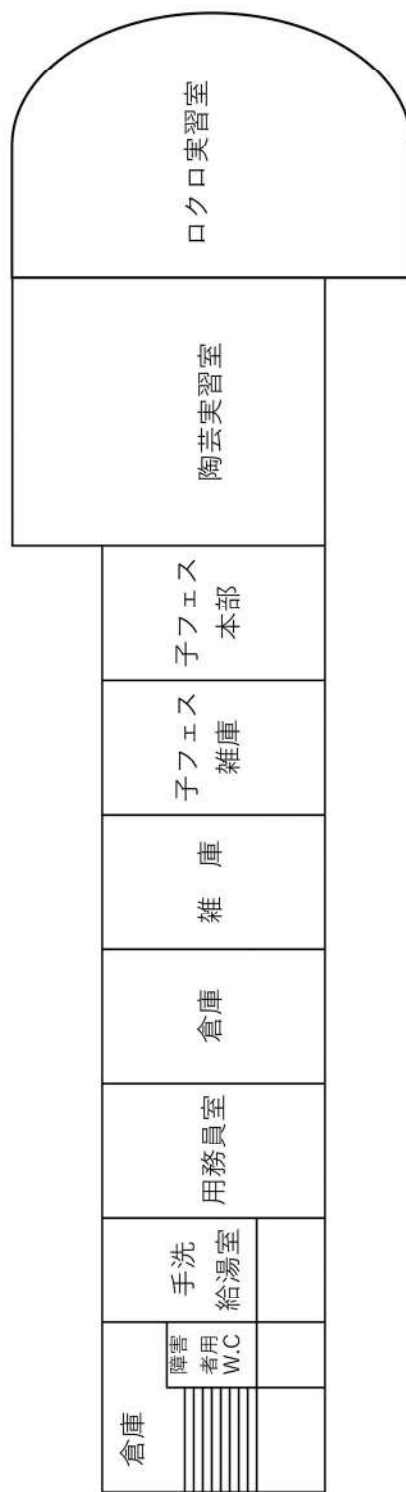 ロクロ実習室
陶芸実習室
子フェス
本部
子フェス
雑庫
雑　庫
倉庫
用務員室
手洗
給湯室
障害
者用
W.C
倉庫